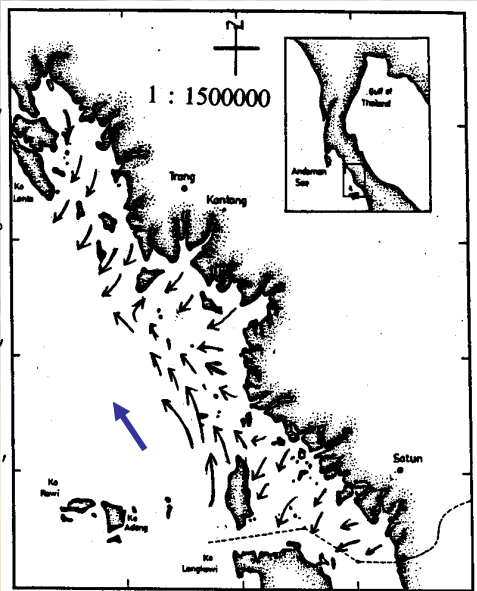 N
1 : 1500000
Gulf of
Thailand
Andaman
Sea
Trang
Kantang
Ko
Lanta
Satun
Ko
Rawi
Ko
Adang
Ko
Langkawi